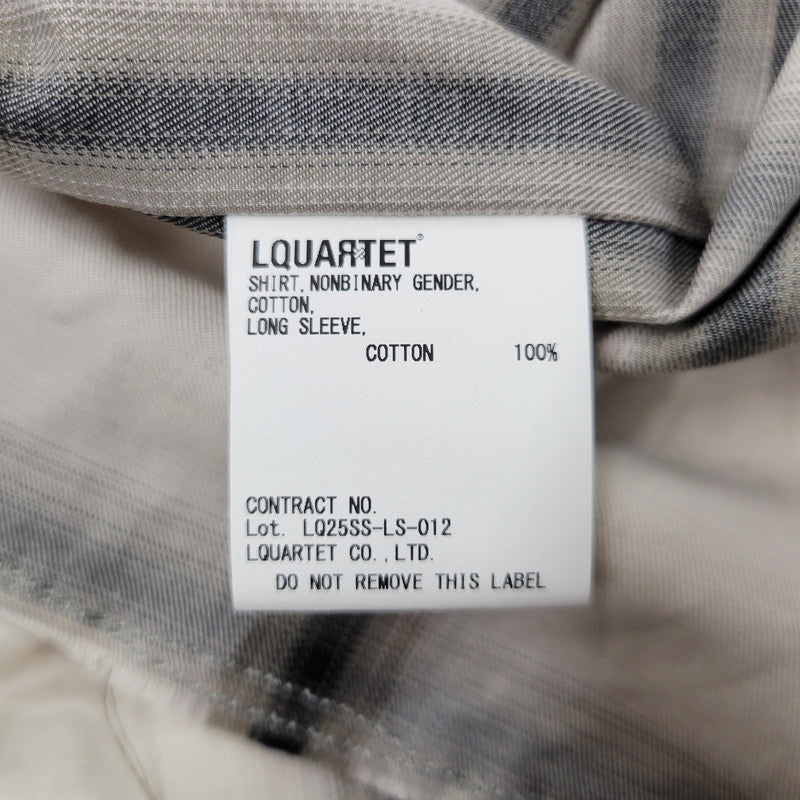 LQUARTET®
SHIRT, NONBINARY GENDER,
COTTON,
LONG SLEEVE,
COTTON 100%
CONTRACT NO.
Lot. LQ25SS-LS-012
LQUARTET CO.,LTD.
DO NOT REMOVE THIS LABEL